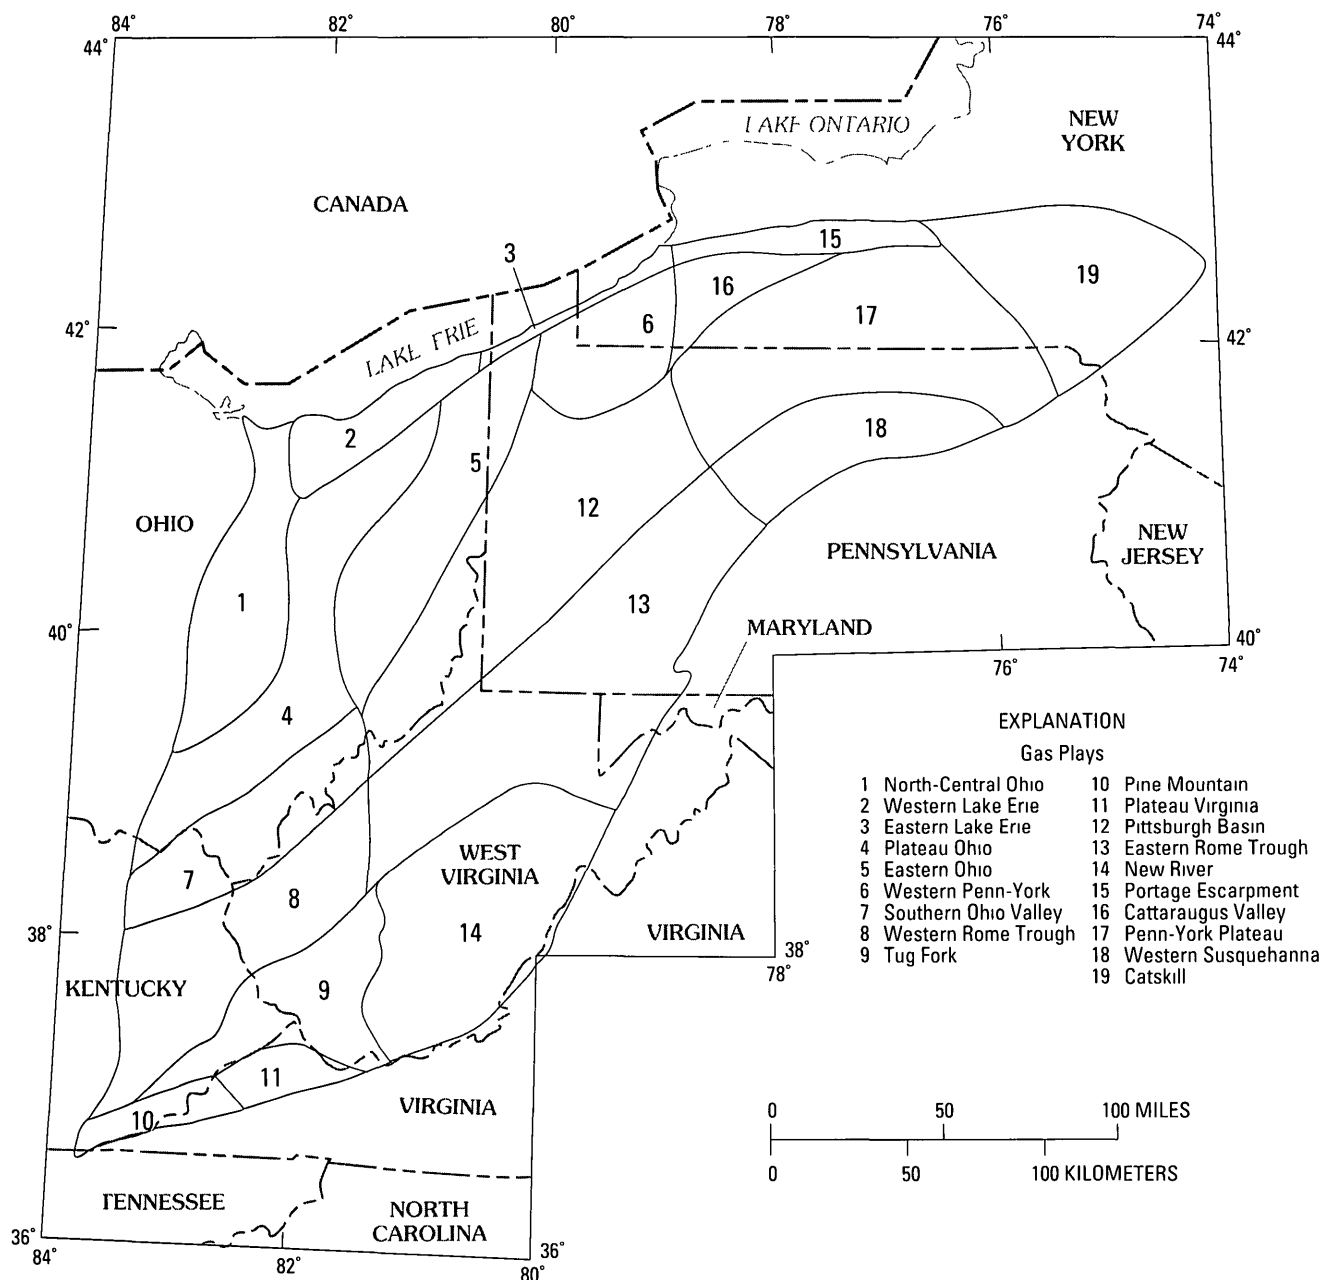 84° 82° 80° 78° 76° 74°
44° 44°
LAKE ONTARIO
NEW
YORK
CANADA
3
15
19
16
17
6
42° 42°
LAKE ERIE
2
5
18
12
OHIO
PENNSYLVANIA
NEW
JERSEY
1
13
MARYLAND
40° 40°
76° 74°
4
7
8
WEST
VIRGINIA
14
VIRGINIA
38° 38°
78°
KENTUCKY
9
11
10
VIRGINIA
TENNESSEE
NORTH
CAROLINA
36° 36°
84° 82° 80°
EXPLANATION
Gas Plays
1 North-Central Ohio
2 Western Lake Erie
3 Eastern Lake Erie
4 Plateau Ohio
5 Eastern Ohio
6 Western Penn-York
7 Southern Ohio Valley
8 Western Rome Trough
9 Tug Fork
10 Pine Mountain
11 Plateau Virginia
12 Pittsburgh Basin
13 Eastern Rome Trough
14 New River
15 Portage Escarpment
16 Cattaraugus Valley
17 Penn-York Plateau
18 Western Susquehanna
19 Catskill
0 50 100 MILES
0 50 100 KILOMETERS